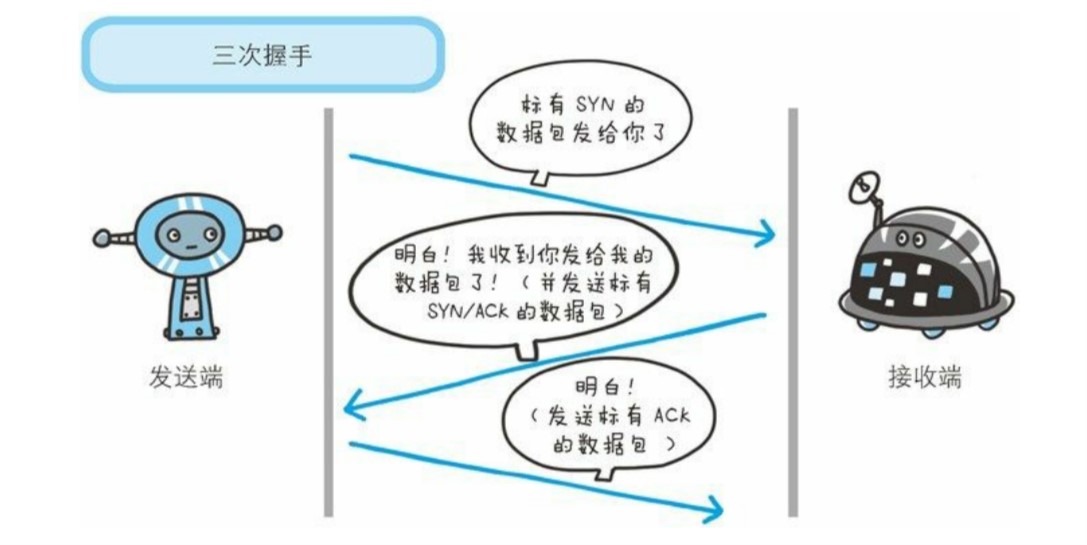 三次握手
标有 SYN 的
数据包发给你了
明白！我收到你发给我的
数据包了！（并发送标有
SYN/ACK 的数据包）
发送端
接收端
明白！
（发送标有 ACK
的数据包 ）